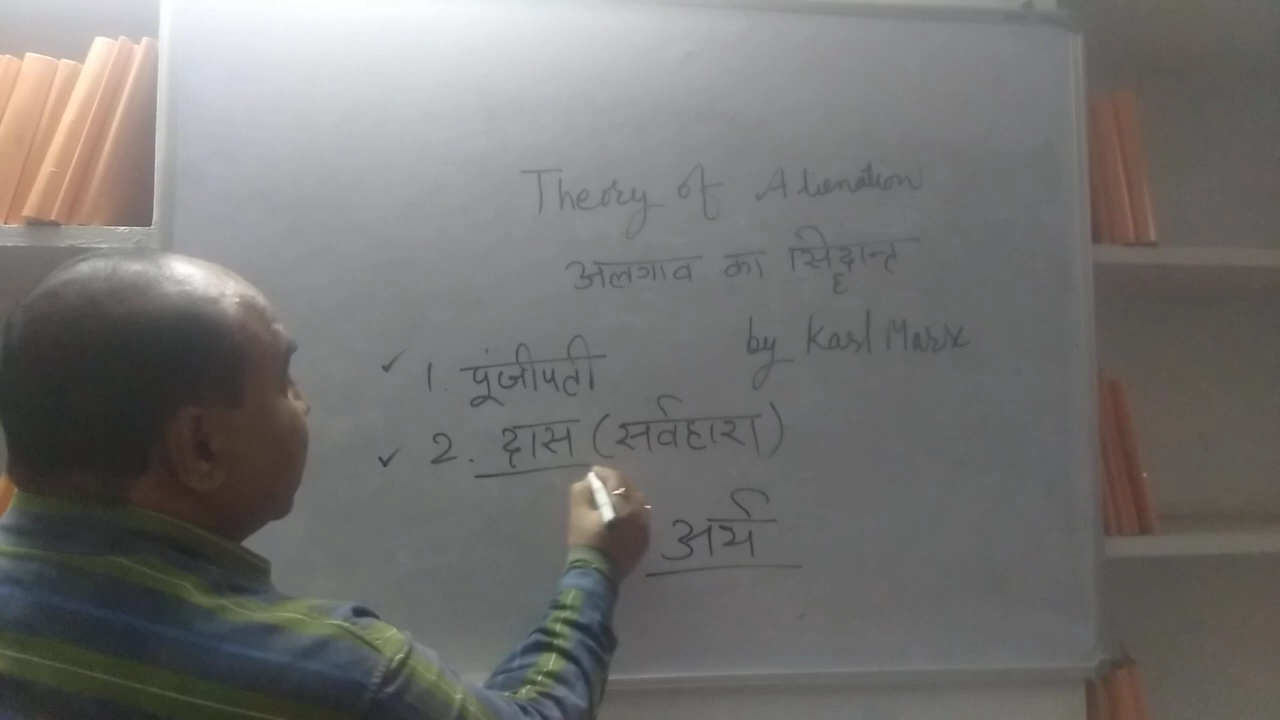 Theory of Alienation
अलगाव का सिद्धान्त
by Karl Marx
1. पूंजीपती
2. दास (सर्वहारा)
अर्थ